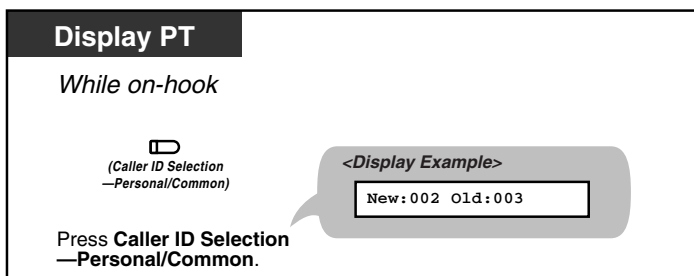 Display PT
While on-hook
(Caller ID Selection
—Personal/Common)
<Display Example>
New:002 Old:003
Press Caller ID Selection
—Personal/Common.